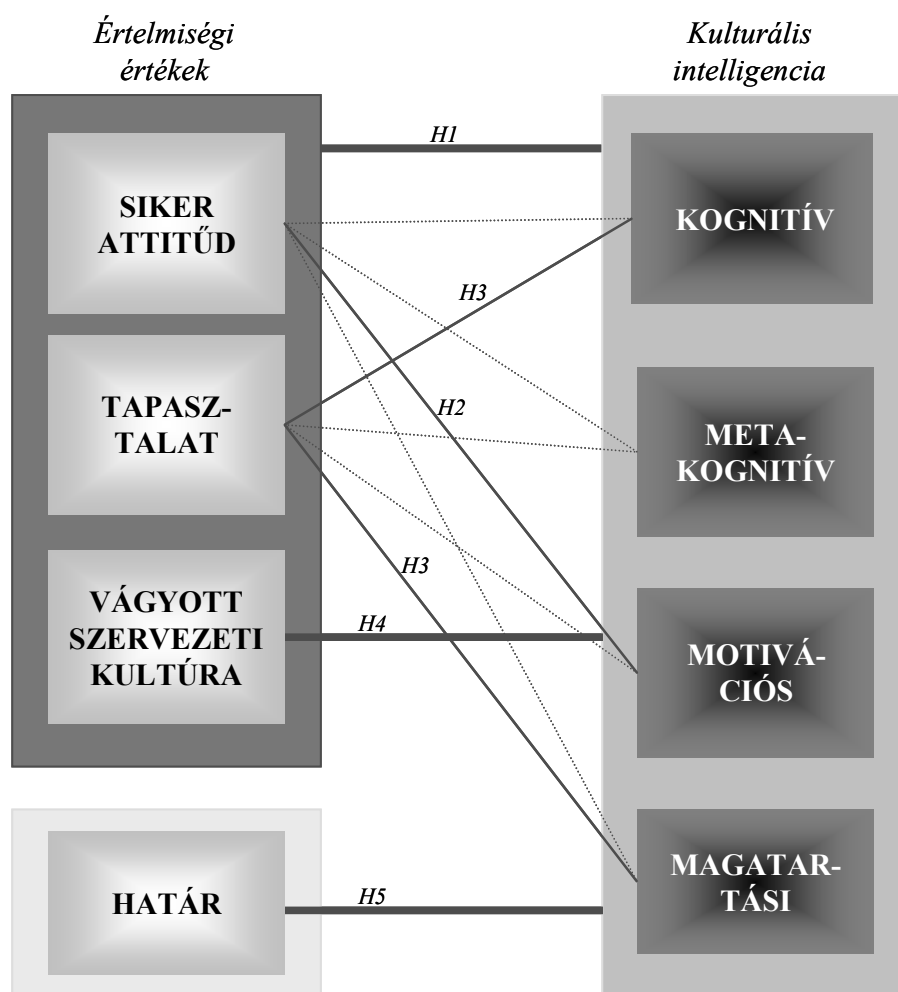 Értelmiségi
értékek
Kulturális
intelligencia
H1
SIKER
ATTITŰD
KOGNITÍV
H3
TAPASZ-
TALAT
H2
META-
KOGNITÍV
H3
VÁGYOTT
SZERVEZETI
KULTÚRA
H4
MOTIVÁ-
CIÓS
HATÁR
H5
MAGATAR-
TÁSI